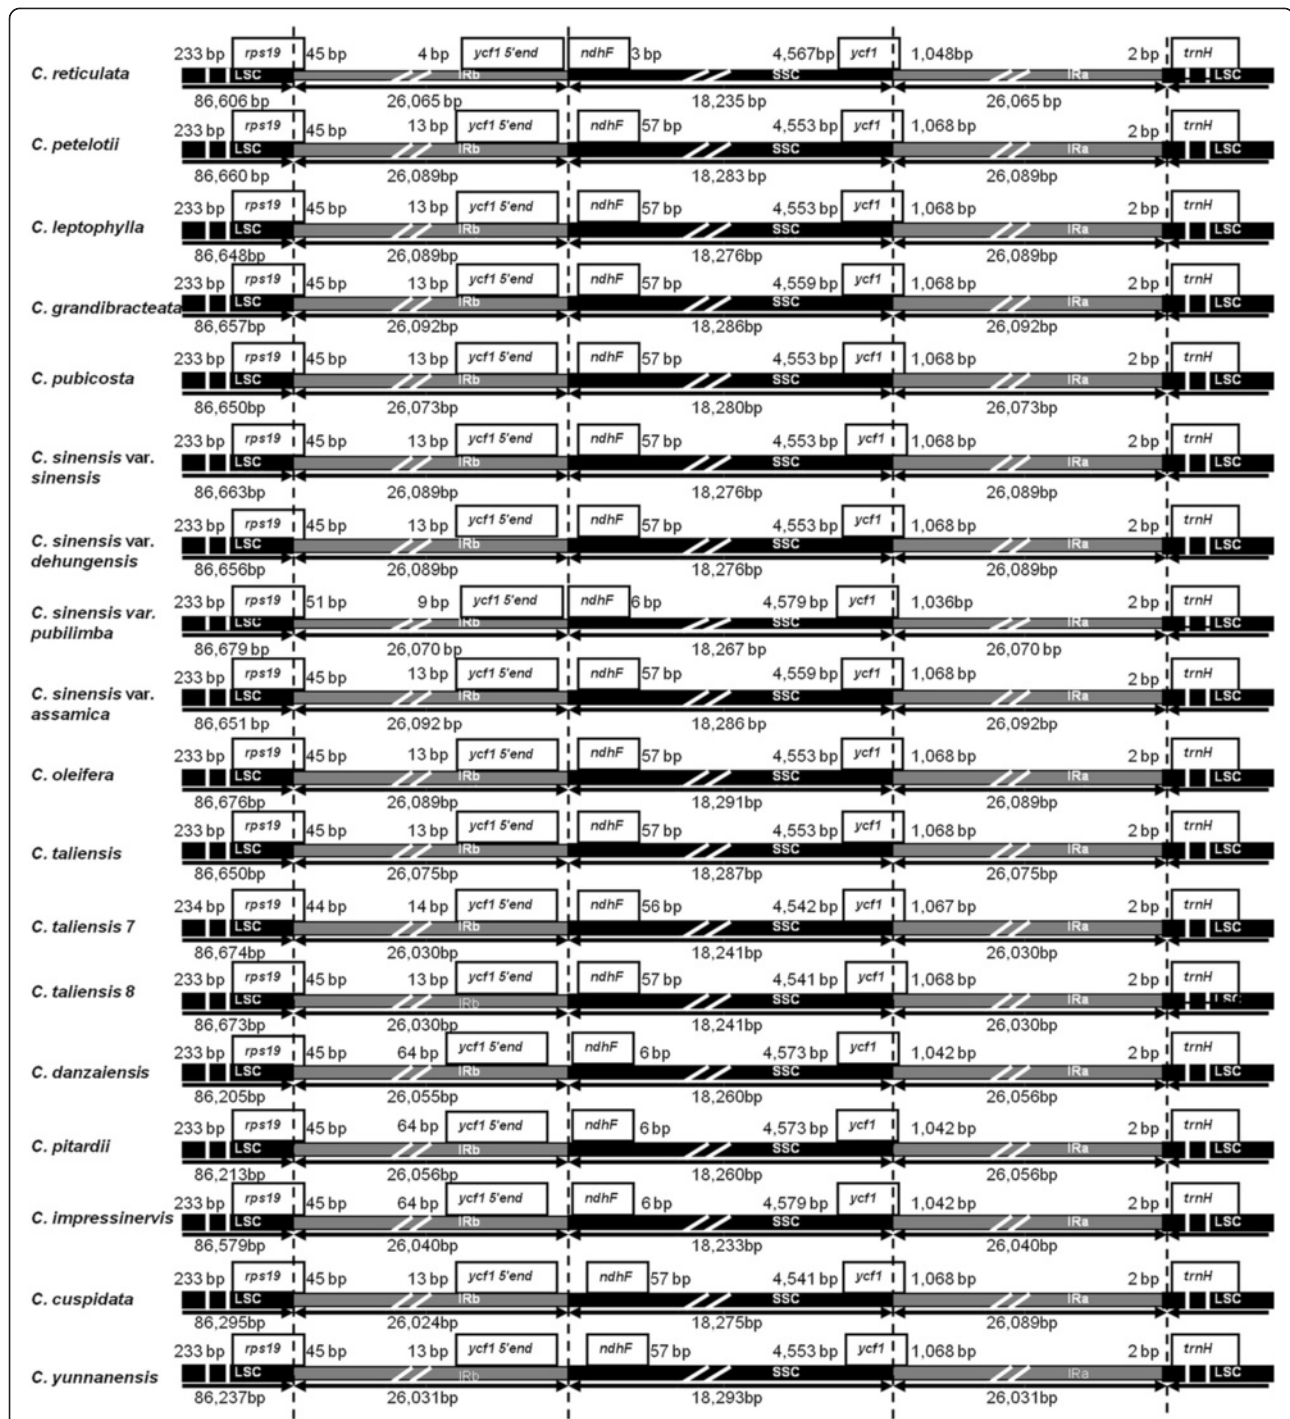 233 bp rps19 45 bp 4 bp ycf1 5'end ndhF 3 bp 4,567bp ycf1 1,048bp 2 bp trnH
C. reticulata LSC IRb SSC IRa LSC
86,606 bp 26,065 bp 18,235 bp 26,065 bp
233 bp rps19 45 bp 13 bp ycf1 5'end ndhF 57 bp 4,553 bp ycf1 1,068 bp 2 bp trnH
C. petelotii LSC IRb SSC IRa LSC
86,660 bp 26,089bp 18,283 bp 26,089bp
233 bp rps19 45 bp 13 bp ycf1 5'end ndhF 57 bp 4,553 bp ycf1 1,068 bp 2 bp trnH
C. leptophylla LSC IRb SSC IRa LSC
86,648bp 26,089bp 18,276bp 26,089bp
233 bp rps19 45 bp 13 bp ycf1 5'end ndhF 57 bp 4,559 bp ycf1 1,068 bp 2 bp trnH
C. grandibracteata LSC IRb SSC IRa LSC
86,657bp 26,092bp 18,286bp 26,092bp
233 bp rps19 45 bp 13 bp ycf1 5'end ndhF 57 bp 4,553 bp ycf1 1,068 bp 2 bp trnH
C. pubicosta LSC IRb SSC IRa LSC
86,650bp 26,073bp 18,280bp 26,073bp
233 bp rps19 45 bp 13 bp ycf1 5'end ndhF 57 bp 4,553 bp ycf1 1,068 bp 2 bp trnH
C. sinensis var. LSC IRb SSC IRa LSC
sinensis
86,663bp 26,089bp 18,276bp 26,089bp
233 bp rps19 45 bp 13 bp ycf1 5'end ndhF 57 bp 4,553 bp ycf1 1,068 bp 2 bp trnH
C. sinensis var. LSC IRb SSC IRa LSC
dehungensis
86,656bp 26,089bp 18,276bp 26,089bp
233 bp rps19 51 bp 9 bp ycf1 5'end ndhF 6 bp 4,579 bp ycf1 1,036bp 2 bp trnH
C. sinensis var. LSC IRb SSC IRa LSC
pubilimba
86,679 bp 26,070 bp 18,267 bp 26,070 bp
233 bp rps19 45 bp 13 bp ycf1 5'end ndhF 57 bp 4,559 bp ycf1 1,068 bp 2 bp trnH
C. sinensis var. LSC IRb SSC IRa LSC
assamica
86,651 bp 26,092 bp 18,286 bp 26,092bp
233 bp rps19 45 bp 13 bp ycf1 5'end ndhF 57 bp 4,553 bp ycf1 1,068 bp 2 bp trnH
C. oleifera LSC IRb SSC IRa LSC
86,676bp 26,089bp 18,291bp 26,089bp
233 bp rps19 45 bp 13 bp ycf1 5'end ndhF 57 bp 4,553 bp ycf1 1,068 bp 2 bp trnH
C. taliensis LSC IRb SSC IRa LSC
86,650bp 26,075bp 18,287bp 26,075bp
234 bp rps19 44 bp 14 bp ycf1 5'end ndhF 56 bp 4,542 bp ycf1 1,067 bp 2 bp trnH
C. taliensis 7 LSC IRb SSC IRa LSC
86,674bp 26,030bp 18,241bp 26,030bp
233 bp rps19 45 bp 13 bp ycf1 5'end ndhF 57 bp 4,541 bp ycf1 1,068 bp 2 bp trnH
C. taliensis 8 LSC IRb SSC IRa LSC
86,673bp 26,030bp 18,241bp 26,030bp
233 bp rps19 45 bp 64 bp ycf1 5'end ndhF 6 bp 4,573 bp ycf1 1,042 bp 2 bp trnH
C. danzaiensis LSC IRb SSC IRa LSC
86,205bp 26,055bp 18,260bp 26,056bp
233 bp rps19 45 bp 64 bp ycf1 5'end ndhF 6 bp 4,573 bp ycf1 1,042 bp 2 bp trnH
C. pitardii LSC IRb SSC IRa LSC
86,213bp 26,056bp 18,260bp 26,056bp
233 bp rps19 45 bp 64 bp ycf1 5'end ndhF 6 bp 4,579 bp ycf1 1,042 bp 2 bp trnH
C. impressinervis LSC IRb SSC IRa LSC
86,579bp 26,040bp 18,233bp 26,040bp
233 bp rps19 45 bp 13 bp ycf1 5'end ndhF 57 bp 4,541 bp ycf1 1,068 bp 2 bp trnH
C. cuspidata LSC IRb SSC IRa LSC
86,295bp 26,024bp 18,275bp 26,089bp
233 bp rps19 45 bp 13 bp ycf1 5'end ndhF 57 bp 4,553 bp ycf1 1,068 bp 2 bp trnH
C. yunnanensis LSC IRb SSC IRa LSC
86,237bp 26,031bp 18,293bp 26,031bp